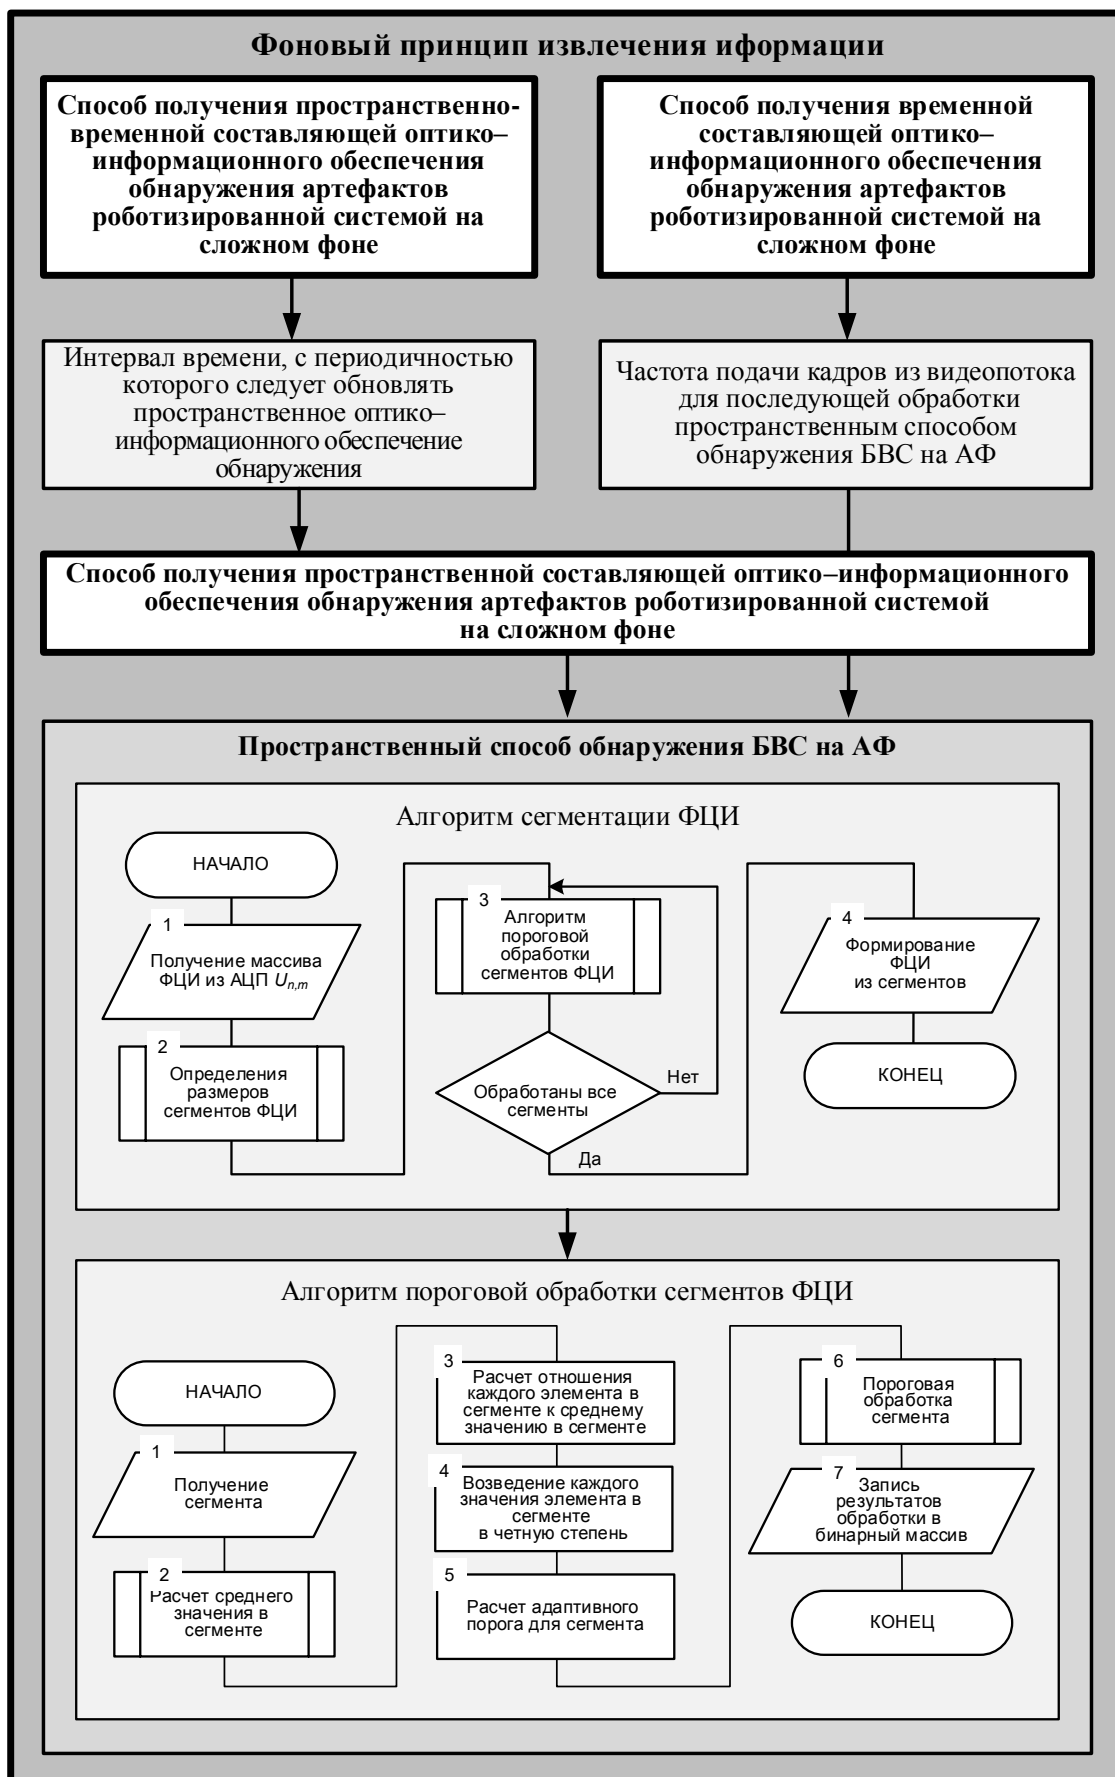 Фоновый принцип извлечения иформации
Способ получения пространственно-
временной составляющей оптико–
информационного обеспечения
обнаружения артефактов
роботизированной системой на
сложном фоне
Способ получения временной
составляющей оптико–
информационного обеспечения
обнаружения артефактов
роботизированной системой на
сложном фоне
Интервал времени, с периодичностью
которого следует обновлять
пространственное оптико–
информационного обеспечение
обнаружения
Частота подачи кадров из видеопотока
для последующей обработки
пространственным способом
обнаружения БВС на АФ
Способ получения пространственной составляющей оптико–информационного
обеспечения обнаружения артефактов роботизированной системой
на сложном фоне
Пространственный способ обнаружения БВС на АФ
Алгоритм сегментации ФЦИ
НАЧАЛО
1
Получение массива
ФЦИ из АЦП Un,m
2
Определения
размеров
сегментов ФЦИ
3
Алгоритм
пороговой
обработки
сегментов ФЦИ
Обработаны все
сегменты
Нет
Да
4
Формирование
ФЦИ
из сегментов
КОНЕЦ
Алгоритм пороговой обработки сегментов ФЦИ
НАЧАЛО
1
Получение
сегмента
2
Расчет среднего
значения в
сегменте
3
Расчет отношения
каждого элемента в
сегменте к среднему
значению в сегменте
4
Возведение каждого
значения элемента в
сегменте
в четную степень
5
Расчет адаптивного
порога для сегмента
6
Пороговая
обработка
сегмента
7
Запись
результатов
обработки в
бинарный массив
КОНЕЦ